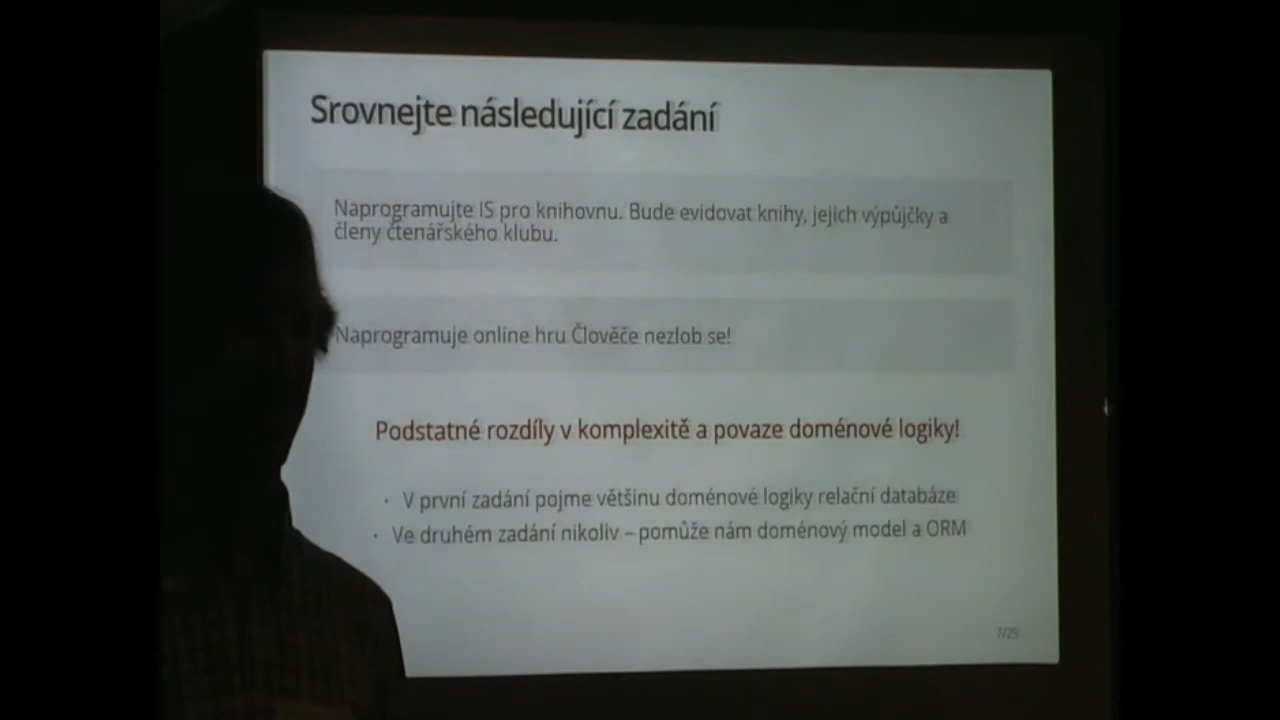 Srovnejte následující zadání
Naprogramujte IS pro knihovnu. Bude evidovat knihy, jejich výpůjčky a
členy čtenářského klubu.
Naprogramuje online hru Člověče nezlob se!
Podstatné rozdíly v komplexitě a povaze doménové logiky!
· V první zadání pojme většinu doménové logiky relační databáze
· Ve druhém zadání nikoliv – pomůže nám doménový model a ORM
7/25